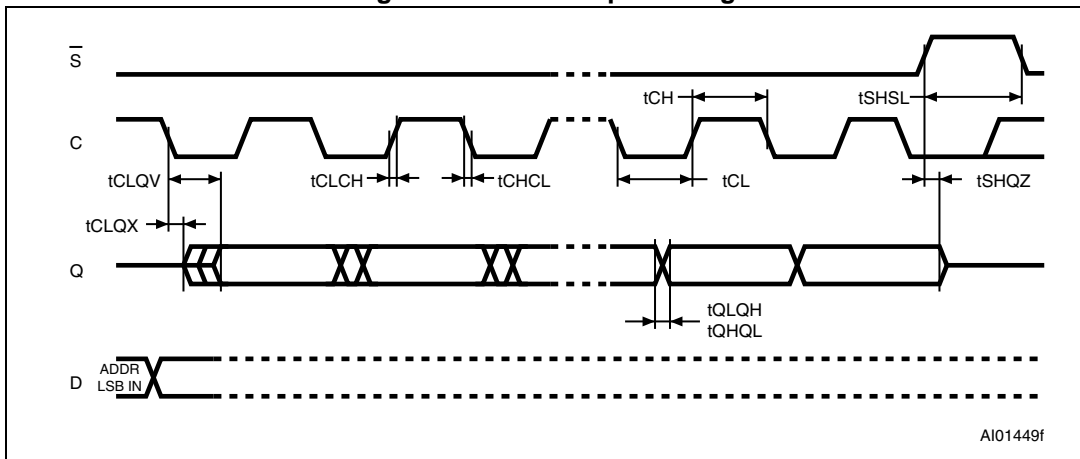 S
tCH
tSHSL
C
tCLQV
tCLCH
tCHCL
tCL
tSHQZ
tCLQX
Q
tQLQH
tQHQL
D
ADDR
LSB IN
AI01449f